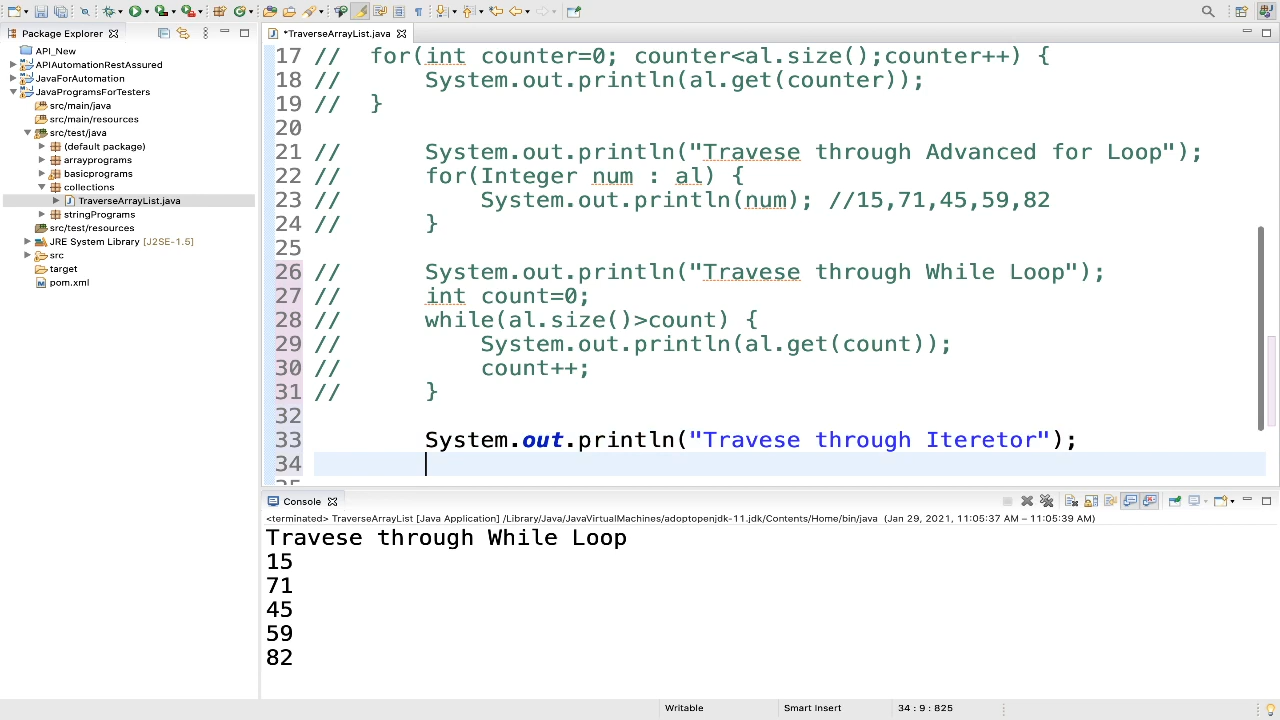 Package Explorer
API_New
APIAutomationRestAssured
JavaForAutomation
JavaProgramsForTesters
src/main/java
src/main/resources
src/test/java
(default package)
arrayprograms
basicprograms
collections
TraverseArrayList.java
stringPrograms
src/test/resources
JRE System Library [J2SE-1.5]
src
target
pom.xml
*TraverseArrayList.java
17 //  for(int counter=0; counter<al.size();counter++) {
18 //      System.out.println(al.get(counter));
19 //  }
20
21 //      System.out.println("Travese through Advanced for Loop");
22 //      for(Integer num : al) {
23 //          System.out.println(num); //15,71,45,59,82
24 //      }
25
26 //      System.out.println("Travese through While Loop");
27 //      int count=0;
28 //      while(al.size()>count) {
29 //          System.out.println(al.get(count));
30 //          count++;
31 //      }
32
33         System.out.println("Travese through Iteretor");
34
Console
<terminated> TraverseArrayList [Java Application] /Library/Java/JavaVirtualMachines/adoptopenjdk-11.jdk/Contents/Home/bin/java (Jan 29, 2021, 11:05:37 AM – 11:05:39 AM)
Travese through While Loop
15
71
45
59
82
Writable
Smart Insert
34 : 9 : 825